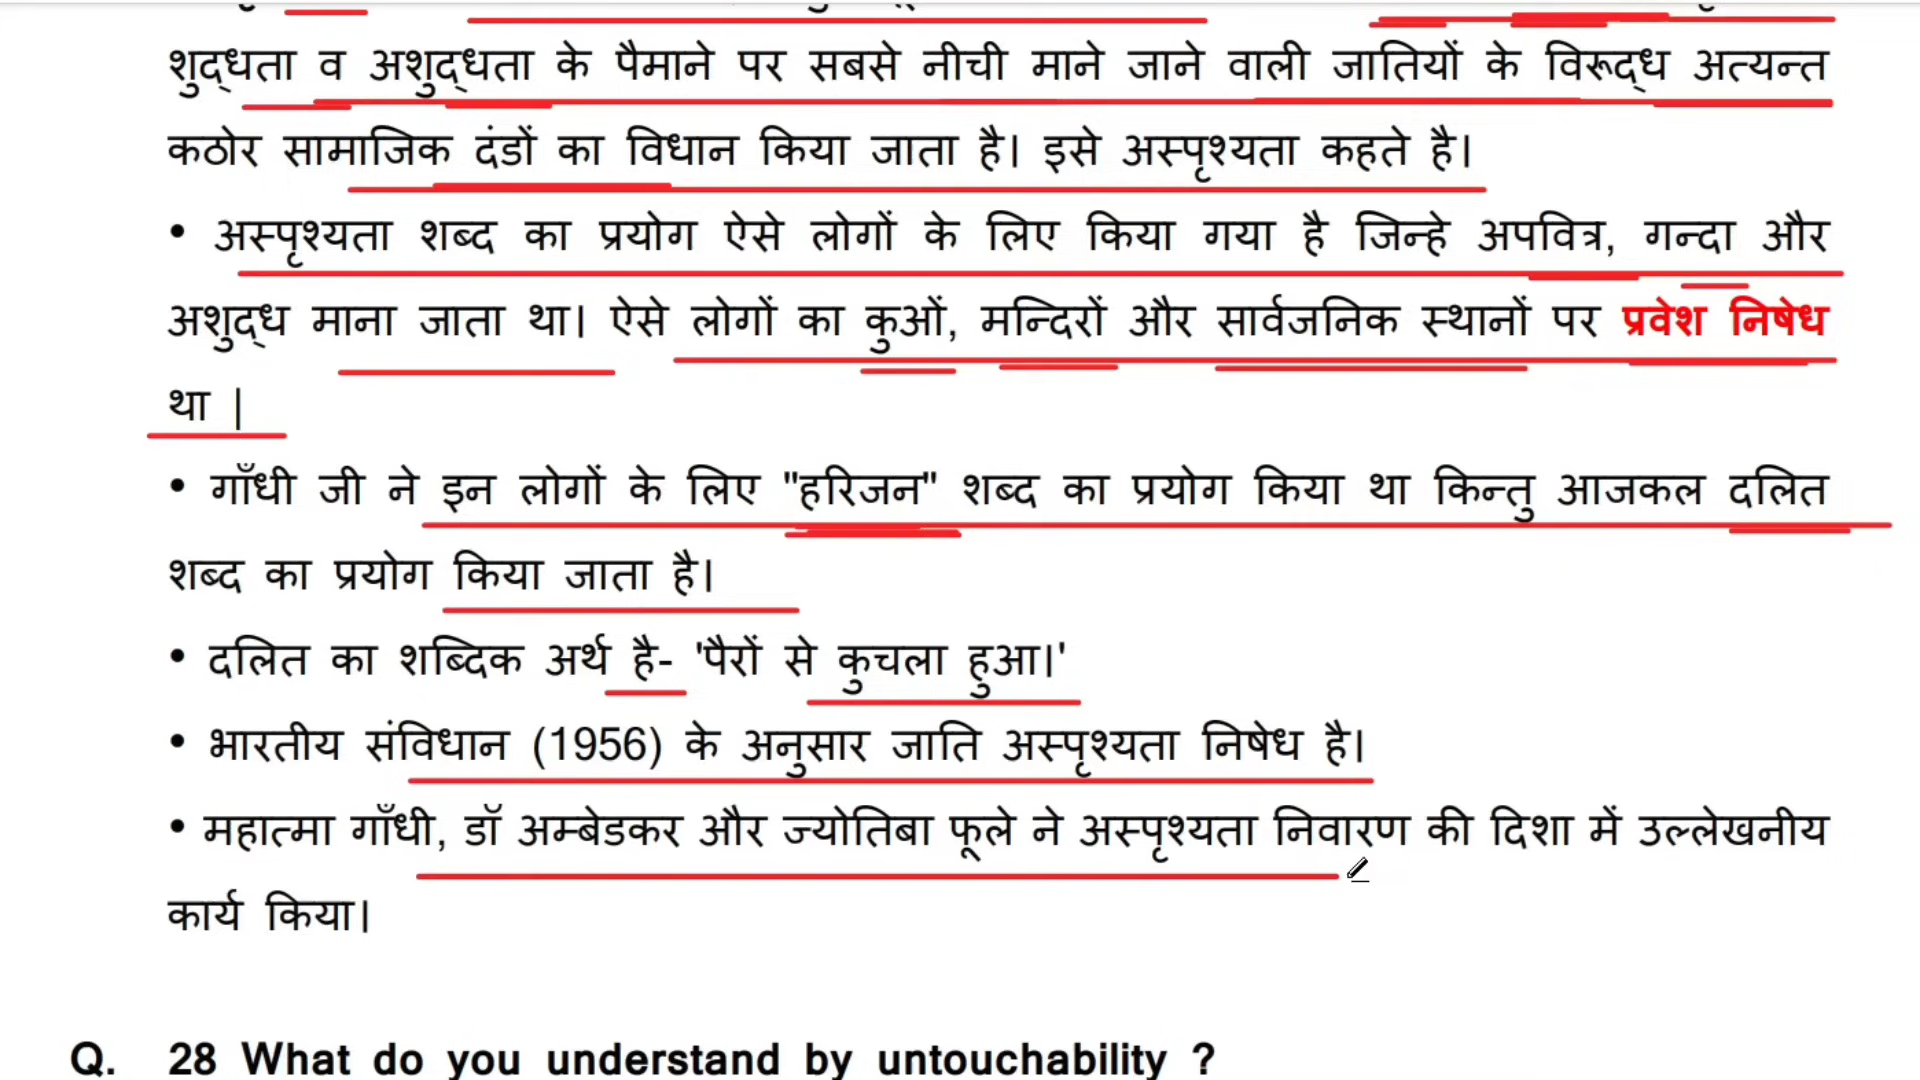 शुद्धता व अशुद्धता के पैमाने पर सबसे नीची माने जाने वाली जातियों के विरूद्ध अत्यन्त
कठोर सामाजिक दंडों का विधान किया जाता है। इसे अस्पृश्यता कहते है।
• अस्पृश्यता शब्द का प्रयोग ऐसे लोगों के लिए किया गया है जिन्हे अपवित्र, गन्दा और
अशुद्ध माना जाता था। ऐसे लोगों का कुओं, मन्दिरों और सार्वजनिक स्थानों पर प्रवेश निषेध
था |
• गाँधी जी ने इन लोगों के लिए "हरिजन" शब्द का प्रयोग किया था किन्तु आजकल दलित
शब्द का प्रयोग किया जाता है।
• दलित का शब्दिक अर्थ है- 'पैरों से कुचला हुआ।'
• भारतीय संविधान (1956) के अनुसार जाति अस्पृश्यता निषेध है।
• महात्मा गाँधी, डॉ अम्बेडकर और ज्योतिबा फूले ने अस्पृश्यता निवारण की दिशा में उल्लेखनीय
कार्य किया।
Q. 28 What do you understand by untouchability ?